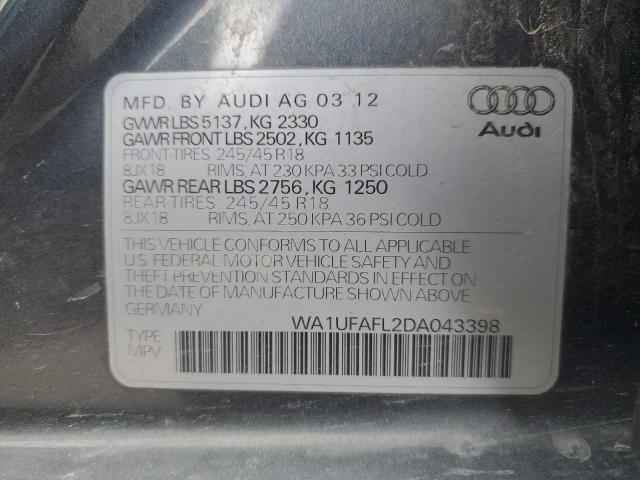 MFD. BY AUDI AG 03 12
GVWR LBS 5137, KG 2330
GAWR FRONT LBS 2502, KG 1135
FRONT-TIRES 245/45 R18
8JX18 RIMS, AT 230 KPA 33 PSI COLD
GAWR REAR LBS 2756, KG 1250
REAR-TIRES 245/45 R18
8JX18 RIMS, AT 250 KPA 36 PSI COLD
Audi
THIS VEHICLE CONFORMS TO ALL APPLICABLE
U.S. FEDERAL MOTOR VEHICLE SAFETY AND
THEFT PREVENTION STANDARDS IN EFFECT ON
THE DATE OF MANUFACTURE SHOWN ABOVE
GERMANY
WA1UFAFL2DA043398
TYPE
MPV